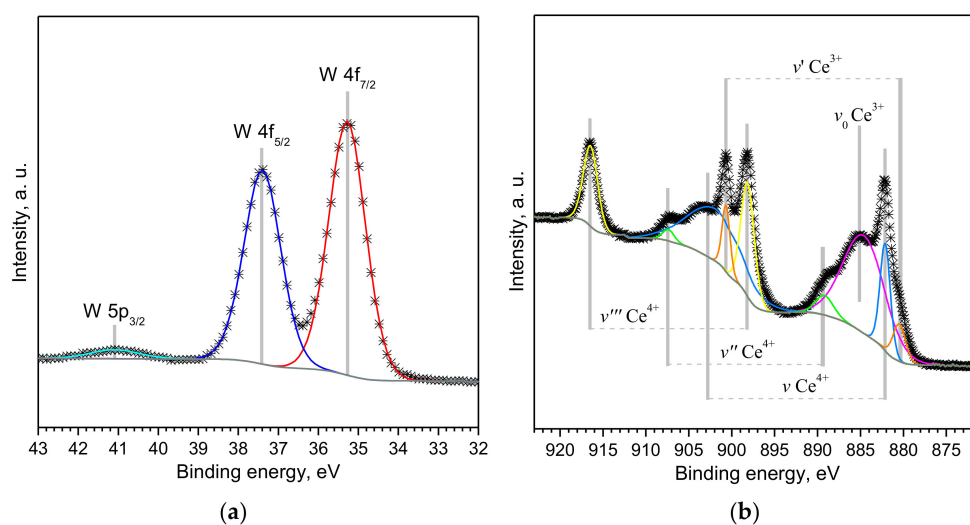 W 4f7/2
W 4f5/2
W 5p3/2
Intensity, a. u.
43 42 41 40 39 38 37 36 35 34 33 32
Binding energy, eV
(a)
v' Ce3+
v0 Ce3+
v''' Ce4+
v'' Ce4+
v Ce4+
Intensity, a. u.
920 915 910 905 900 895 890 885 880 875
Binding energy, eV
(b)